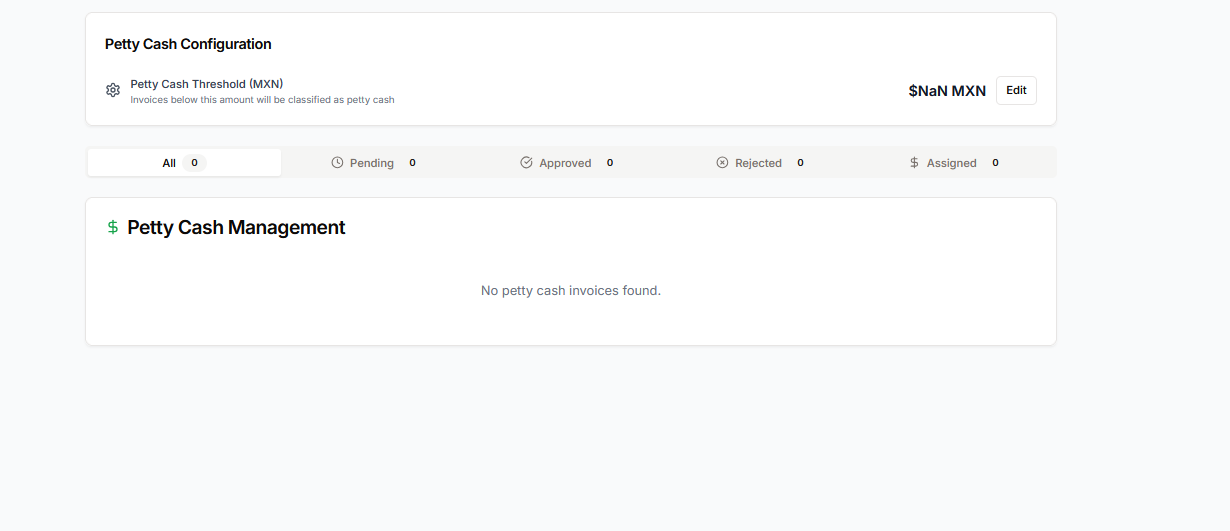 Petty Cash Configuration
Petty Cash Threshold (MXN)
Invoices below this amount will be classified as petty cash
$NaN MXN
Edit
All 0
Pending 0
Approved 0
Rejected 0
Assigned 0
Petty Cash Management
No petty cash invoices found.